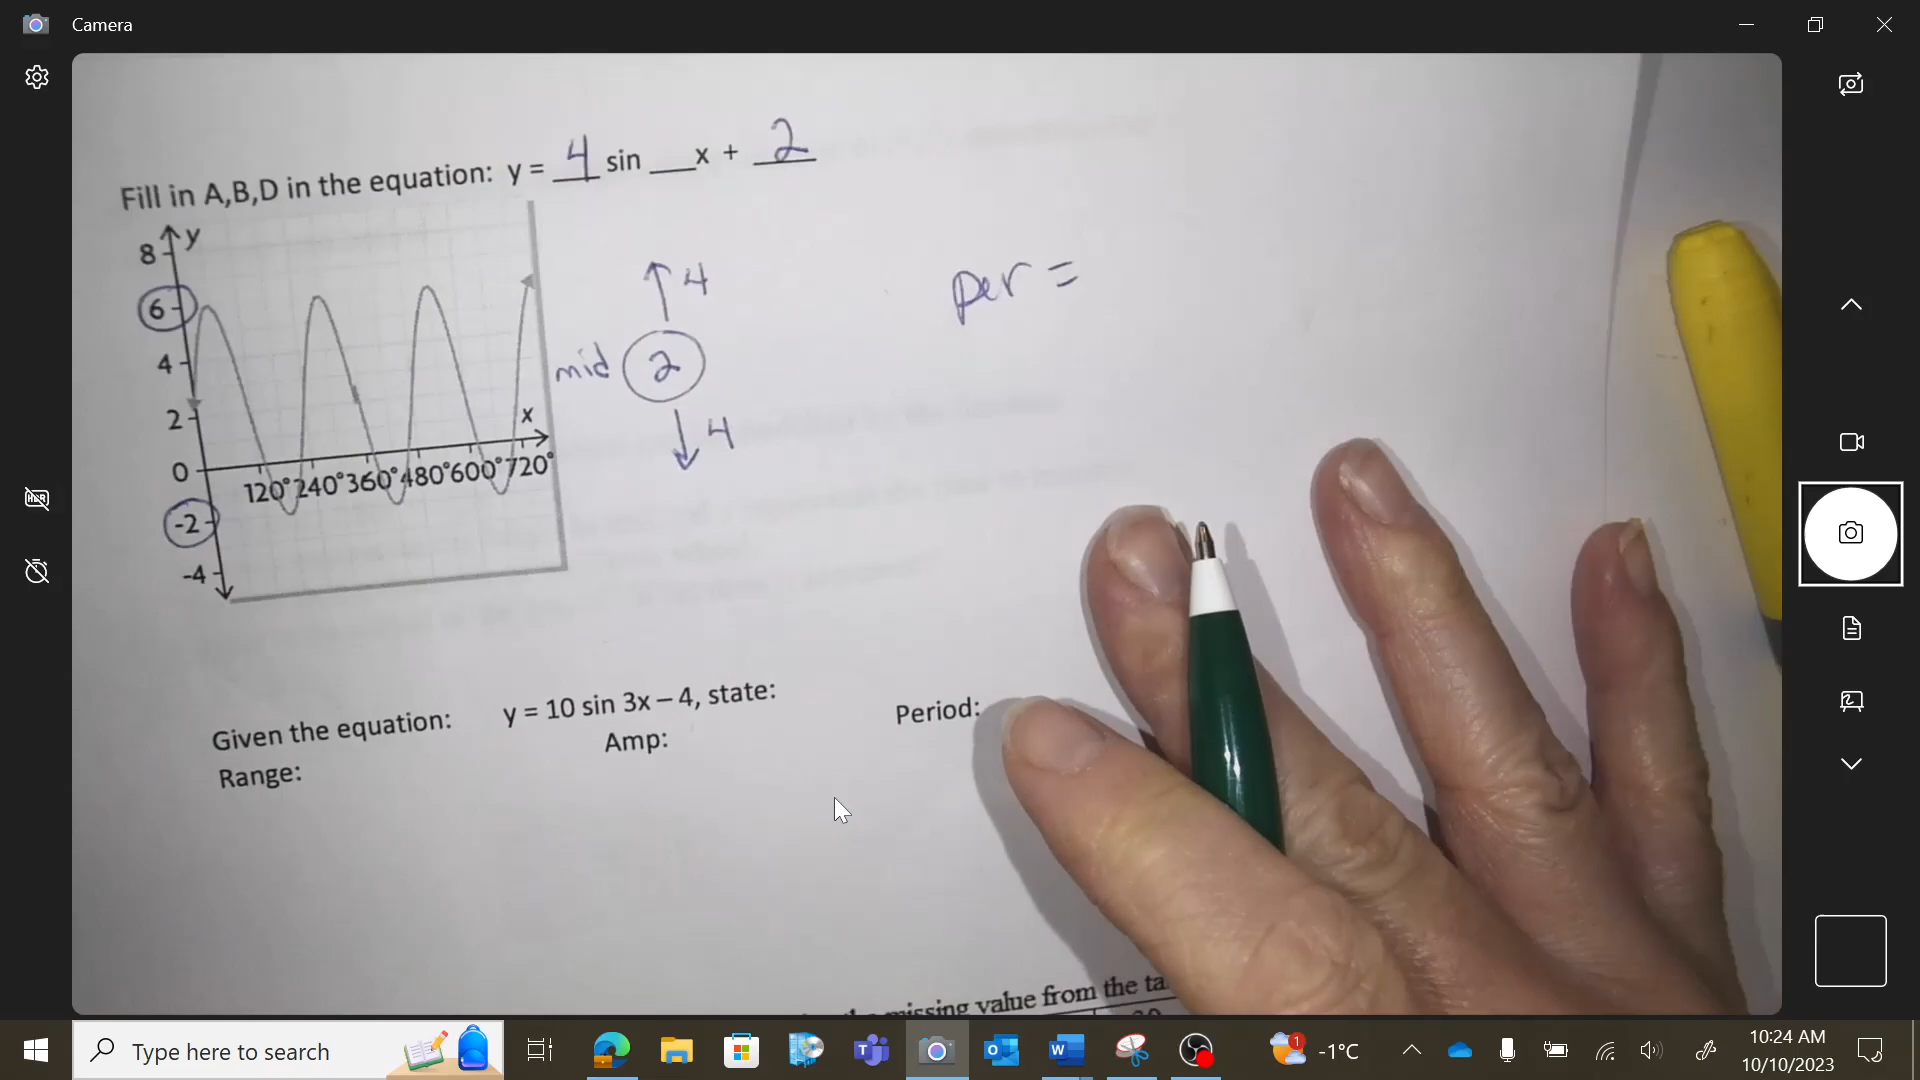 Camera
Fill in A,B,D in the equation: y = 4 sin ___x + 2
y
8
6
4
2
0
-2
-4
x
120° 240° 360° 480° 600° 720°
4
mid 2
4
per =
Given the equation: y = 10 sin 3x – 4, state:
Amp:
Period:
Range:
missing value from the ta
Type here to search
1
-1°C
10:24 AM
10/10/2023